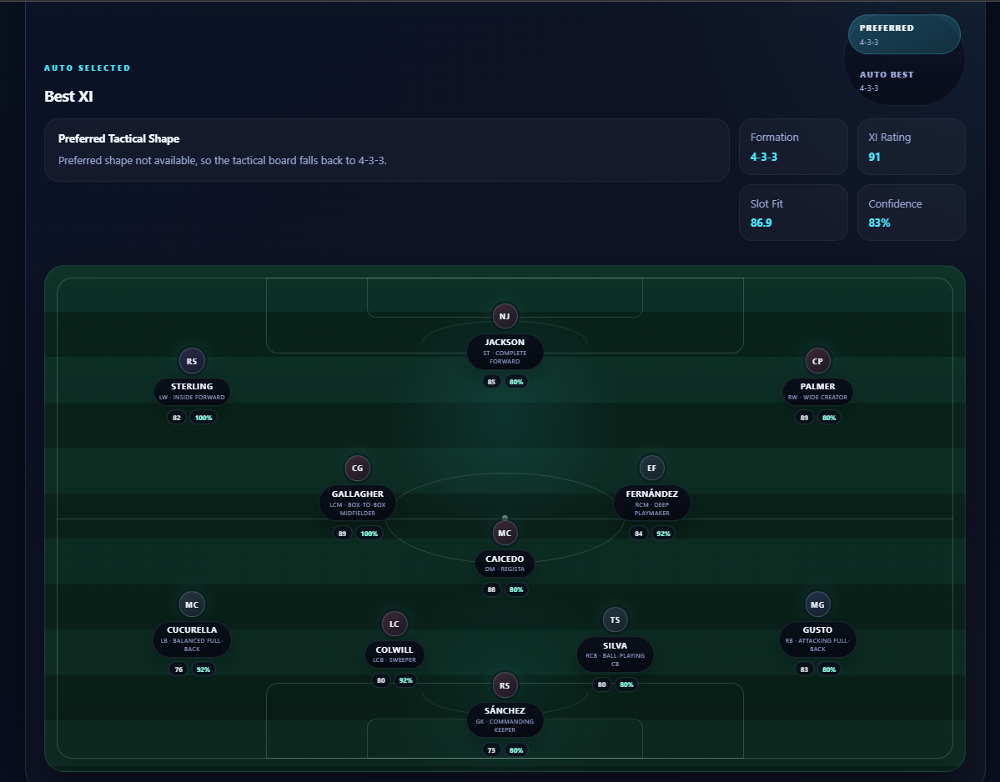 PREFERRED
4-3-3
AUTO SELECTED
AUTO BEST
4-3-3
Best XI
Preferred Tactical Shape
Preferred shape not available, so the tactical board falls back to 4-3-3.
Formation
4-3-3
XI Rating
91
Slot Fit
86.9
Confidence
83%
NJ
JACKSON
ST · COMPLETE
FORWARD
85 80%
RS
STERLING
LW · INSIDE FORWARD
82 100%
CP
PALMER
RW · WIDE CREATOR
89 80%
CG
GALLAGHER
LCM · BOX-TO-BOX
MIDFIELDER
89 100%
EF
FERNÁNDEZ
RCM · DEEP
PLAYMAKER
84 92%
MC
CAICEDO
DM · REGISTA
88 80%
MC
CUCURELLA
LB · BALANCED FULL-
BACK
76 92%
LC
COLWILL
LCB · SWEEPER
80 92%
TS
SILVA
RCB · BALL-PLAYING
CB
80 80%
MG
GUSTO
RB · ATTACKING FULL-
BACK
83 80%
RS
SÁNCHEZ
GK · COMMANDING
KEEPER
73 80%